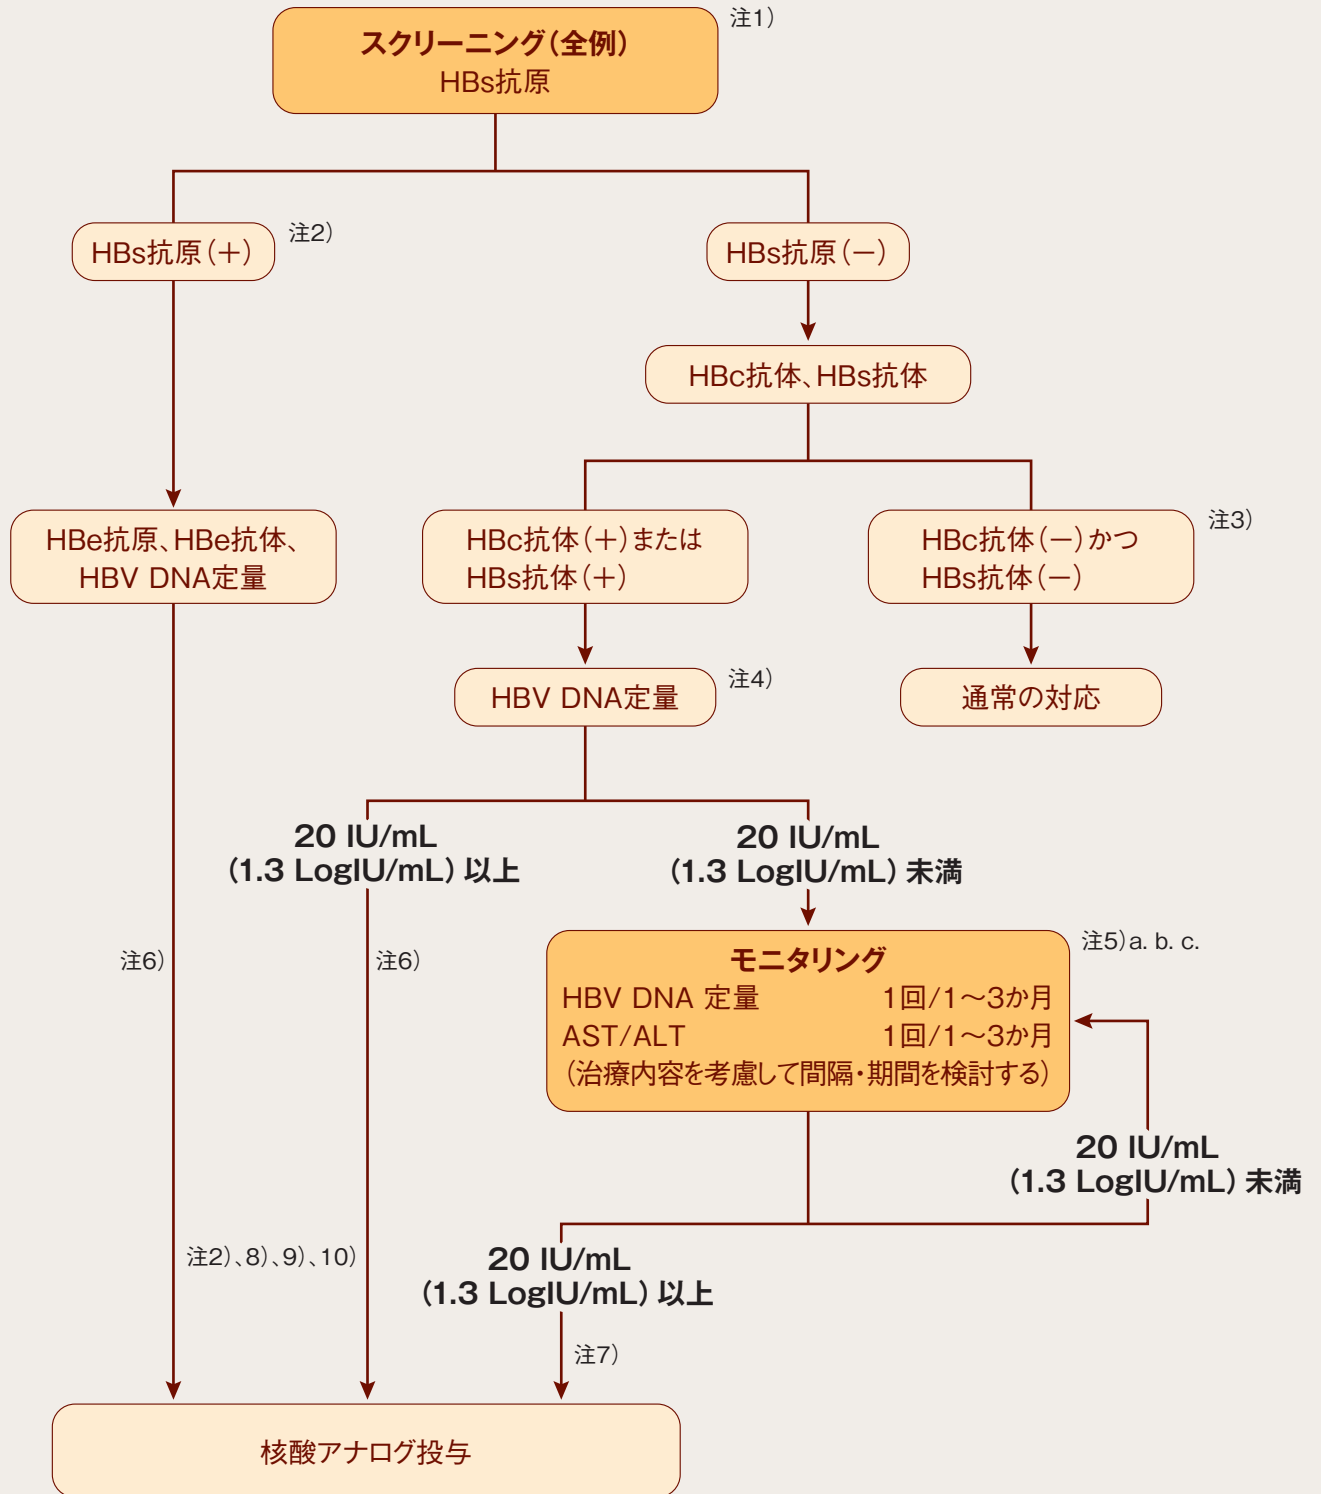 注1)
スクリーニング(全例)
HBs抗原
HBs抗原(＋)
注2)
HBs抗原(－)
HBc抗体、HBs抗体
HBe抗原、HBe抗体、
HBV DNA定量
HBc抗体(＋)または
HBs抗体(＋)
HBc抗体(－)かつ
HBs抗体(－)
注3)
HBV DNA定量
注4)
通常の対応
20 IU/mL
(1.3 LogIU/mL) 以上
20 IU/mL
(1.3 LogIU/mL) 未満
注6)
注6)
注5)a. b. c.
モニタリング
HBV DNA 定量 1回/1〜3か月
AST/ALT 1回/1〜3か月
(治療内容を考慮して間隔・期間を検討する)
20 IU/mL
(1.3 LogIU/mL) 未満
注2)、8)、9)、10)
20 IU/mL
(1.3 LogIU/mL) 以上
注7)
核酸アナログ投与